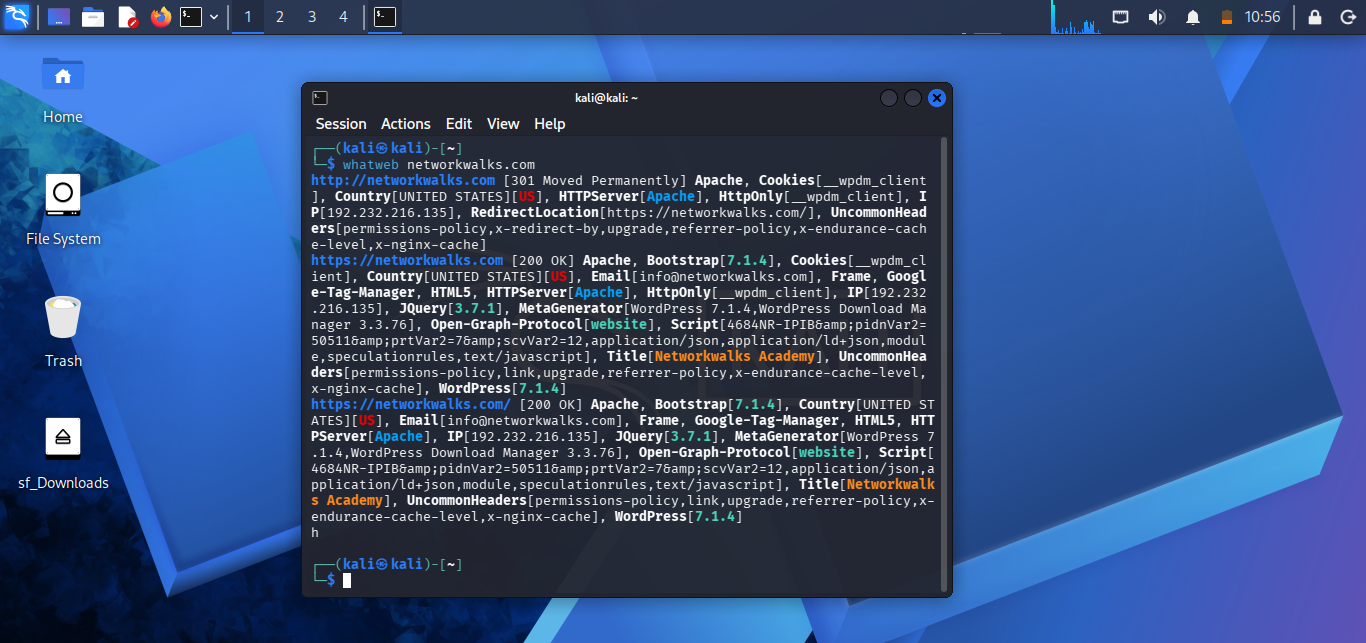 1 2 3 4
10:56
Home
File System
Trash
sf_Downloads
kali@kali: ~
Session Actions Edit View Help
┌──(kali㉿kali)-[~]
└─$ whatweb networkwalks.com
http://networkwalks.com [301 Moved Permanently] Apache, Cookies[__wpdm_client
], Country[UNITED STATES][US], HTTPServer[Apache], HttpOnly[__wpdm_client], I
P[192.232.216.135], RedirectLocation[https://networkwalks.com/], UncommonHead
ers[permissions-policy,x-redirect-by,upgrade,referrer-policy,x-endurance-cach
e-level,x-nginx-cache]
https://networkwalks.com [200 OK] Apache, Bootstrap[7.1.4], Cookies[__wpdm_cl
ient], Country[UNITED STATES][US], Email[info@networkwalks.com], Frame, Googl
e-Tag-Manager, HTML5, HTTPServer[Apache], HttpOnly[__wpdm_client], IP[192.232
.216.135], JQuery[3.7.1], MetaGenerator[WordPress 7.1.4,WordPress Download Ma
nager 3.3.76], Open-Graph-Protocol[website], Script[4684NR-IPIB&amp;pidnVar2=
50511&amp;prtVar2=7&amp;scvVar2=12,application/json,application/ld+json,modul
e,speculationrules,text/javascript], Title[Networkwalks Academy], UncommonHea
ders[permissions-policy,link,upgrade,referrer-policy,x-endurance-cache-level,
x-nginx-cache], WordPress[7.1.4]
https://networkwalks.com/ [200 OK] Apache, Bootstrap[7.1.4], Country[UNITED ST
ATES][US], Email[info@networkwalks.com], Frame, Google-Tag-Manager, HTML5, HTT
PServer[Apache], IP[192.232.216.135], JQuery[3.7.1], MetaGenerator[WordPress 7
.1.4,WordPress Download Manager 3.3.76], Open-Graph-Protocol[website], Script[
4684NR-IPIB&amp;pidnVar2=50511&amp;prtVar2=7&amp;scvVar2=12,application/json,a
pplication/ld+json,module,speculationrules,text/javascript], Title[Networkwalk
s Academy], UncommonHeaders[permissions-policy,link,upgrade,referrer-policy,x-
endurance-cache-level,x-nginx-cache], WordPress[7.1.4]
h
┌──(kali㉿kali)-[~]
└─$